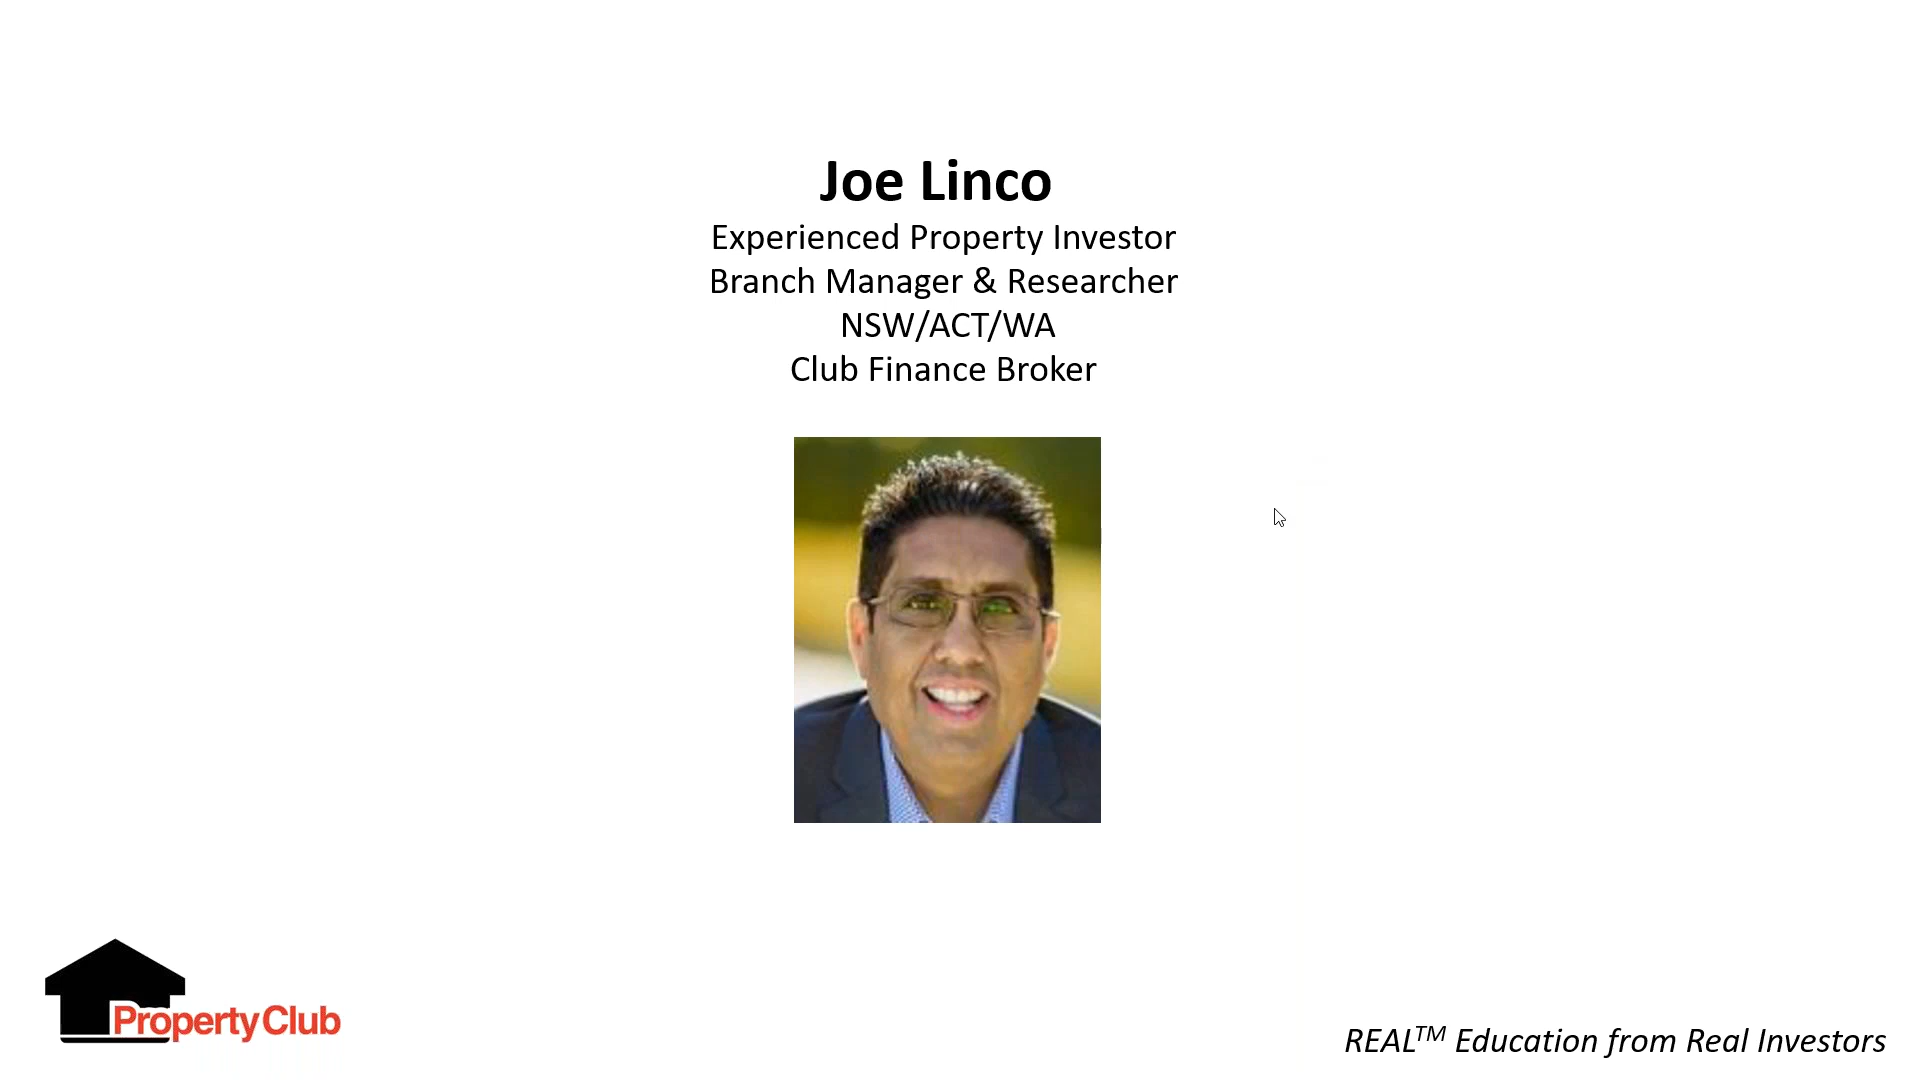 Joe Linco
Experienced Property Investor
Branch Manager & Researcher
NSW/ACT/WA
Club Finance Broker
PropertyClub
REAL™ Education from Real Investors